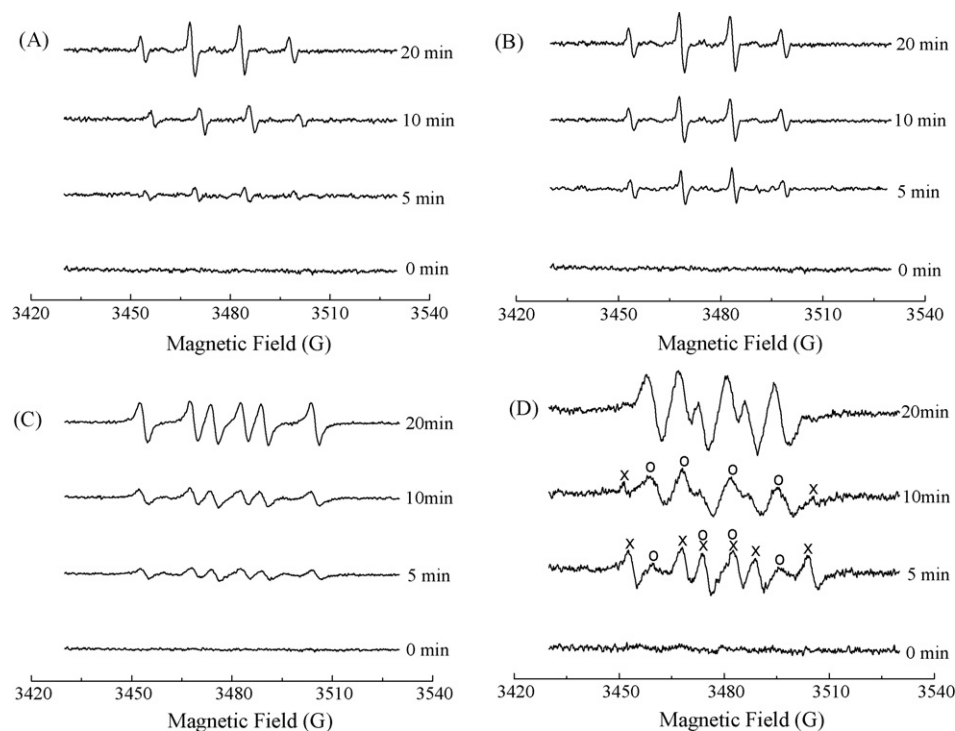 (A)
20 min
10 min
5 min
0 min
3420 3450 3480 3510 3540
Magnetic Field (G)
(B)
20 min
10 min
5 min
0 min
3420 3450 3480 3510 3540
Magnetic Field (G)
(C)
20min
10min
5 min
0 min
3420 3450 3480 3510 3540
Magnetic Field (G)
(D)
20min
x o o o o x
10min
o o
x o x x x x o x
5 min
0 min
3420 3450 3480 3510 3540
Magnetic Field (G)